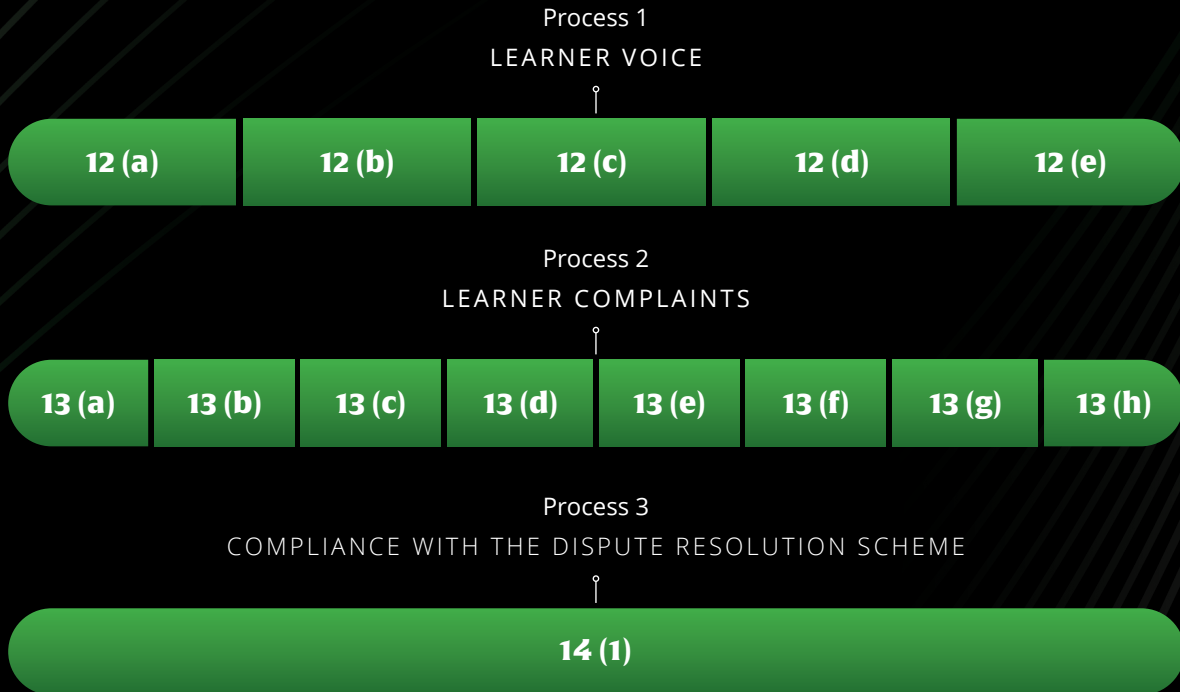 Process 1
LEARNER VOICE
12 (a) 12 (b) 12 (c) 12 (d) 12 (e)
Process 2
LEARNER COMPLAINTS
13 (a) 13 (b) 13 (c) 13 (d) 13 (e) 13 (f) 13 (g) 13 (h)
Process 3
COMPLIANCE WITH THE DISPUTE RESOLUTION SCHEME
14 (1)